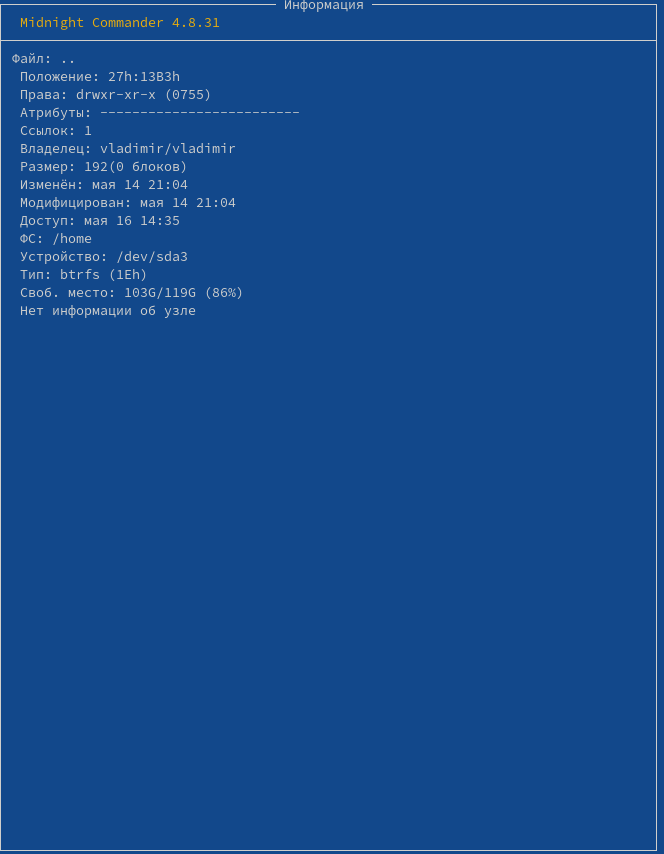 Информация
Midnight Commander 4.8.31
Файл: ..
Положение: 27h:13B3h
Права: drwxr-xr-x (0755)
Атрибуты: -------------------------
Ссылок: 1
Владелец: vladimir/vladimir
Размер: 192(0 блоков)
Изменён: мая 14 21:04
Модифицирован: мая 14 21:04
Доступ: мая 16 14:35
ФС: /home
Устройство: /dev/sda3
Тип: btrfs (1Eh)
Своб. место: 103G/119G (86%)
Нет информации об узле